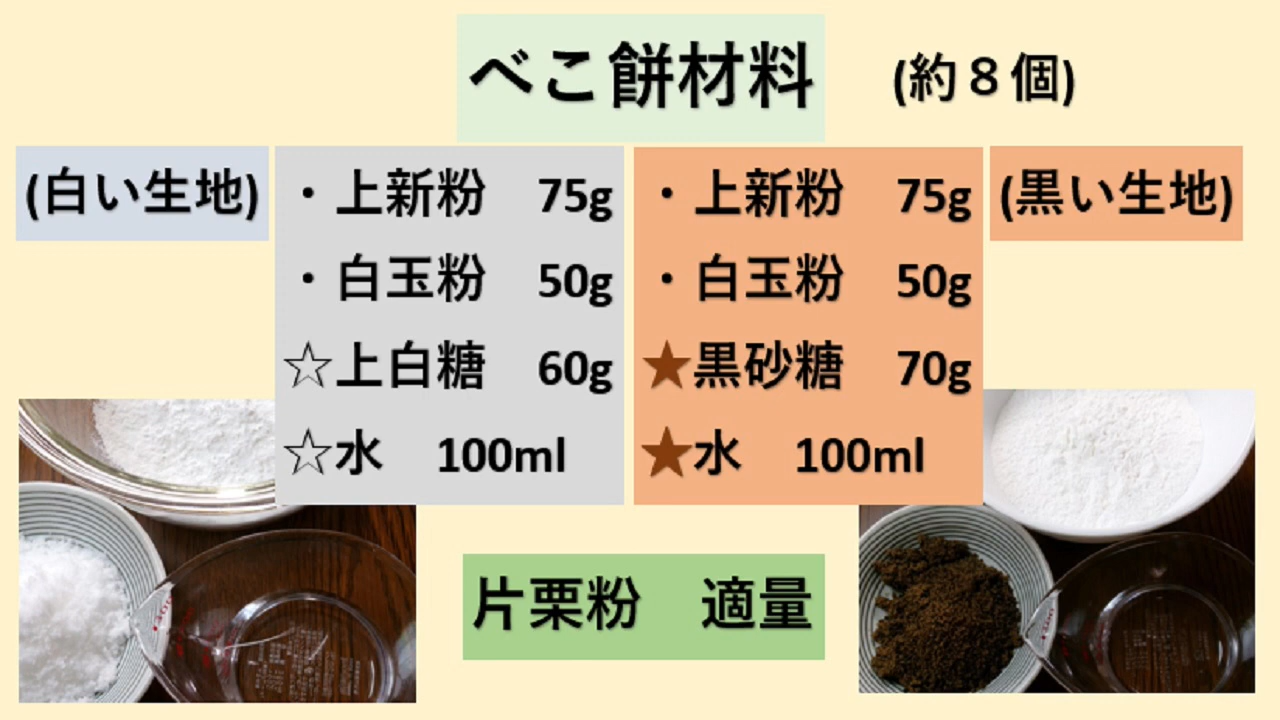 べこ餅材料
(約８個)
(白い生地)
・上新粉　75g
・白玉粉　50g
☆上白糖　60g
☆水　100ml
(黒い生地)
・上新粉　75g
・白玉粉　50g
★黒砂糖　70g
★水　100ml
片栗粉　適量